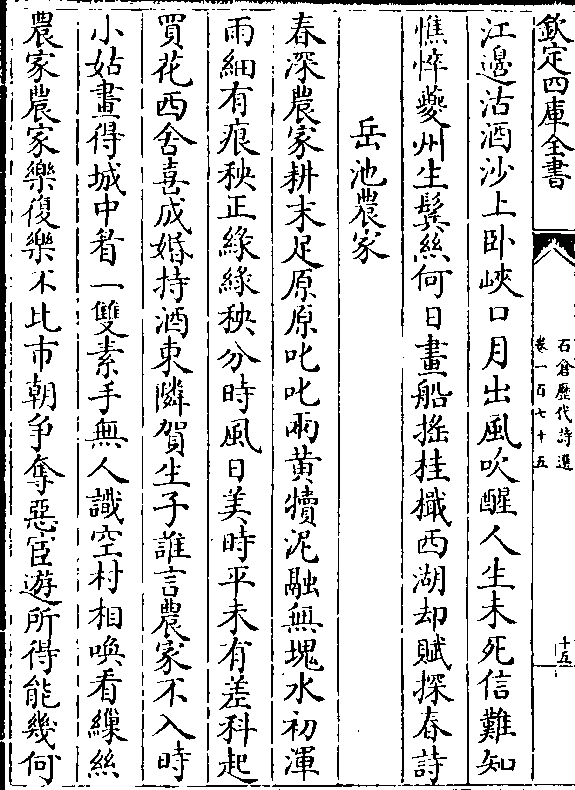 欽定四庫全書
石倉歴代詩選
卷一百七十五
十五
江邊沽酒沙上卧峽口月出風吹醒人生未死信難知
憔悴夔州生鬢絲何日畫船摇桂檝西湖却賦探春詩
岳池農家
春深農家耕未足原原叱叱兩黄犢泥融無塊水初渾
雨細有痕秧正緑緑秧分時風日美時平未有差科起
買花西舍喜成婚持酒東隣賀生子誰言農家不入時
小姑畫得城中眉一雙素手無人識空村相喚看繅絲
農家農家樂復樂不比市朝争奪惡宦遊所得能幾何